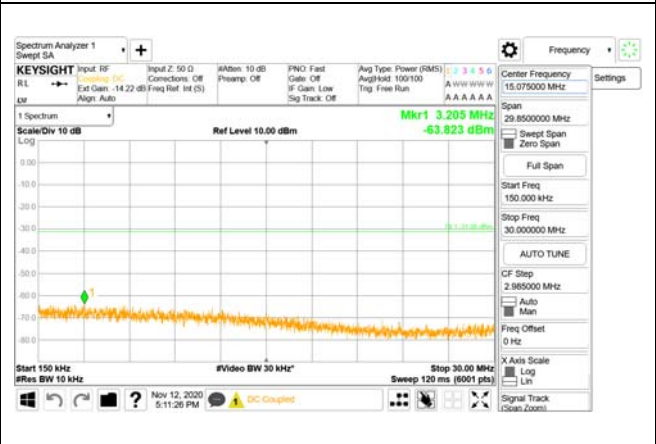 Spectrum Analyzer 1
Swept SA
Frequency
KEYSIGHT
RL
Input: RF
Coupling: DC
Ext Gain: -14.22 dB
Align: Auto
Input Z: 50 Ω
Corrections: Off
Freq Ref: Int (S)
#Atten: 10 dB
Preamp: Off
PNO: Fast
Gate: Off
IF Gain: Low
Sig Track: Off
Avg Type: Power (RMS)
Avg|Hold: 100/100
Trig: Free Run
1 2 3 4 5 6
A W W W W W
A A A A A A
1 Spectrum
Scale/Div 10 dB
Log
Ref Level 10.00 dBm
Mkr1 3.205 MHz
-63.823 dBm
0.00
-10.0
-20.0
-30.0
-40.0
-50.0
-60.0
-70.0
-80.0
1
Start 150 kHz
#Res BW 10 kHz
#Video BW 30 kHz*
Stop 30.00 MHz
Sweep 120 ms (6001 pts)
Nov 12, 2020
5:11:26 PM
DC Coupled
Center Frequency
15.075000 MHz
Settings
Span
29.8500000 MHz
Swept Span
Zero Span
Full Span
Start Freq
150.000 kHz
Stop Freq
30.000000 MHz
AUTO TUNE
CF Step
2.985000 MHz
Auto
Man
Freq Offset
0 Hz
X Axis Scale
Log
Lin
Signal Track
(Span Zoom)